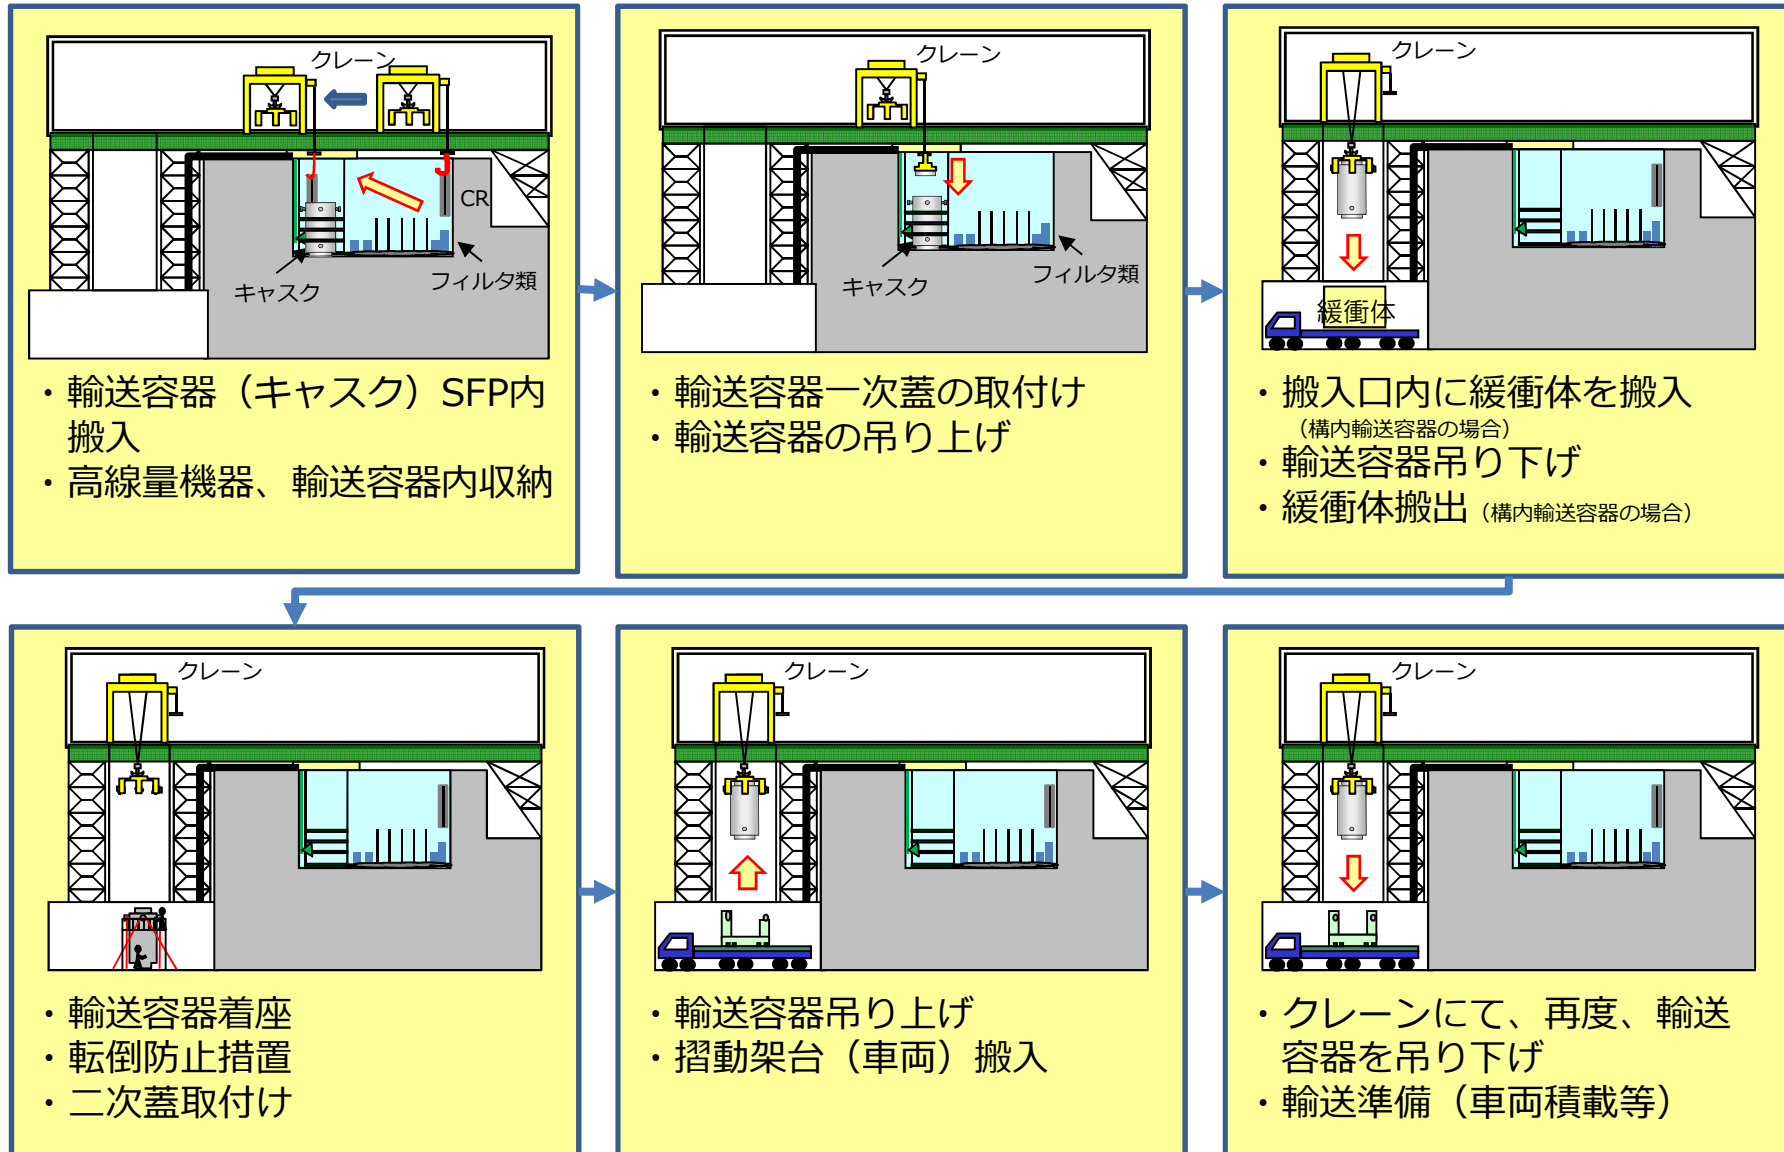 クレーン
CR
キャスク
フィルタ類
・輸送容器（キャスク）SFP内
搬入
・高線量機器、輸送容器内収納
クレーン
キャスク
フィルタ類
・輸送容器一次蓋の取付け
・輸送容器の吊り上げ
クレーン
緩衝体
・搬入口内に緩衝体を搬入
（構内輸送容器の場合）
・輸送容器吊り下げ
・緩衝体搬出（構内輸送容器の場合）
クレーン
・輸送容器着座
・転倒防止措置
・二次蓋取付け
クレーン
・輸送容器吊り上げ
・摺動架台（車両）搬入
クレーン
・クレーンにて、再度、輸送
容器を吊り下げ
・輸送準備（車両積載等）